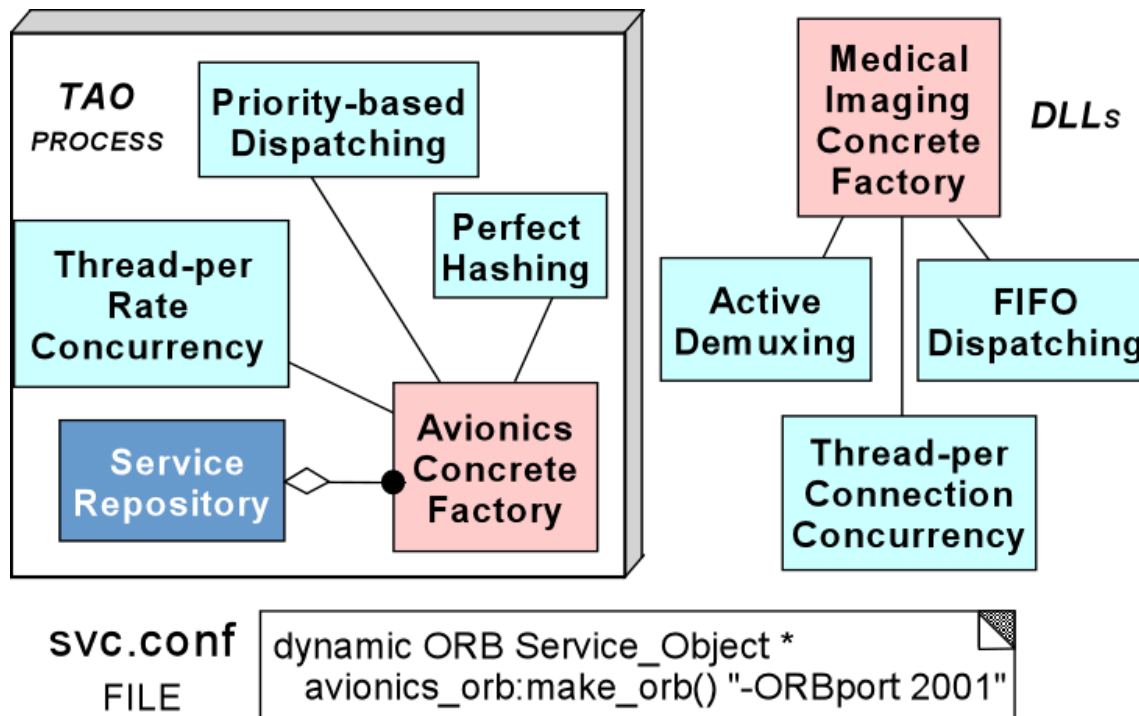 TAO
PROCESS
Priority-based
Dispatching
Perfect
Hashing
Thread-per
Rate
Concurrency
Service
Repository
Avionics
Concrete
Factory
Medical
Imaging
Concrete
Factory
DLLs
Active
Demuxing
FIFO
Dispatching
Thread-per
Connection
Concurrency
svc.conf
FILE
dynamic ORB Service_Object *
avionics_orb:make_orb() "-ORBport 2001"